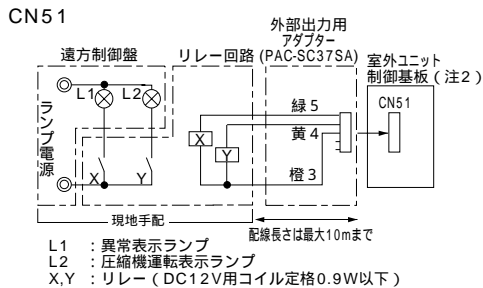 CN51
外部出力用
アダプター
(PAC-SC37SA)
遠方制御盤
リレー回路
室外ユニット
制御基板(注2)
CN51
L1
L2
ランプ電源
緑5
黄4
橙3
X
Y
X
Y
現地手配
配線長さは最大10mまで
L1 :異常表示ランプ
L2 :圧縮機運転表示ランプ
X,Y :リレー(DC12V用コイル定格0.9W以下)